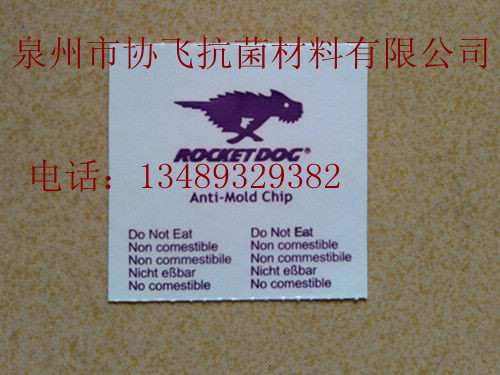 泉州市协飞抗菌材料有限公司
ROCKET DOG®
电话：13489329382
Anti-Mold Chip
Do Not Eat
Non comestible
Non commestibile
Nicht eßbar
No comestible
Do Not Eat
Non comestible
Non commestibile
Nicht eßbar
No comestible